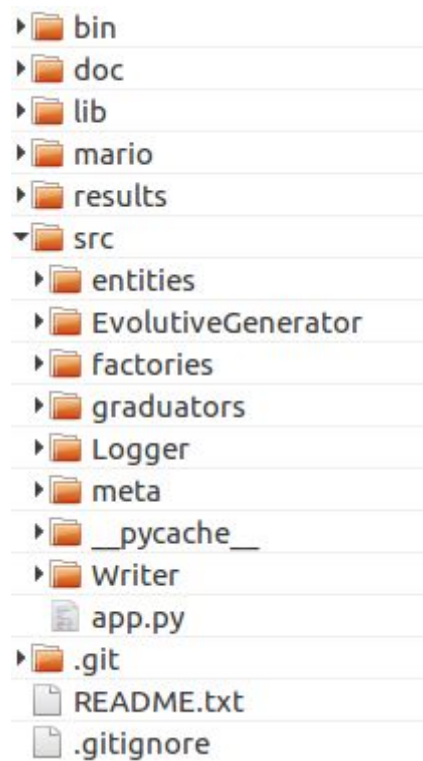 bin
doc
lib
mario
results
src
entities
EvolutiveGenerator
factories
graduators
Logger
meta
__pycache__
Writer
app.py
.git
README.txt
.gitignore